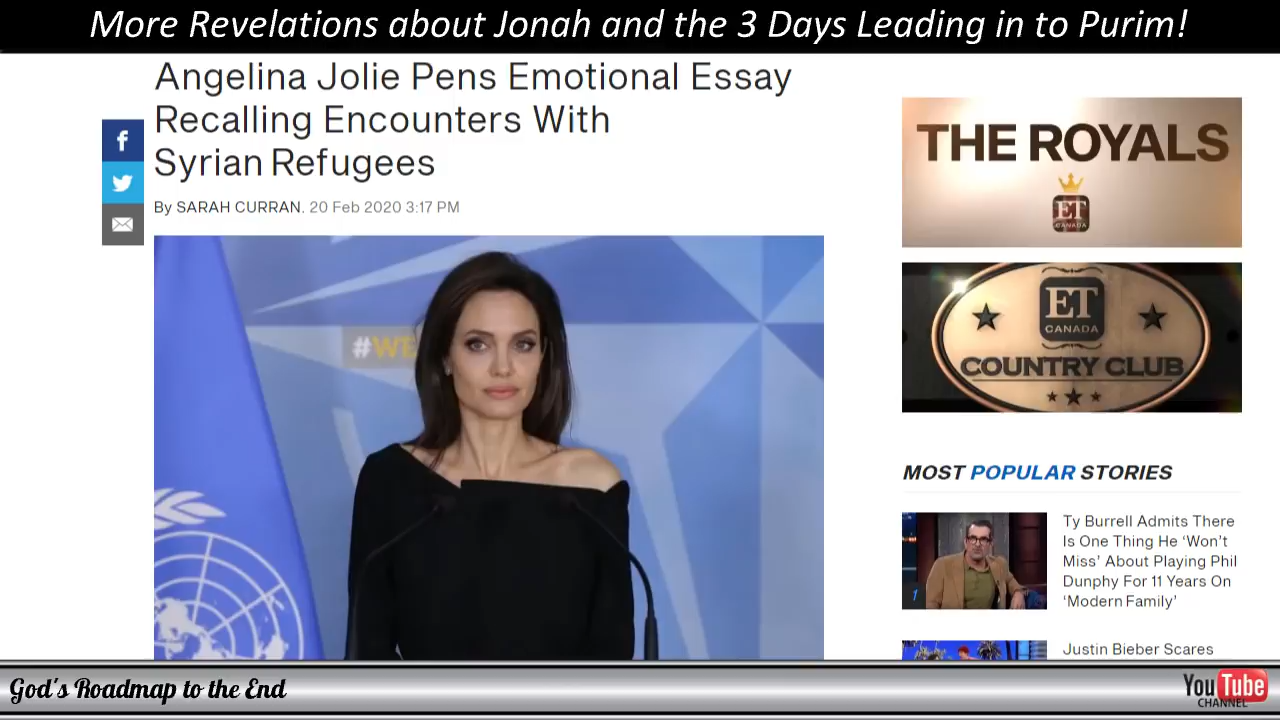 More Revelations about Jonah and the 3 Days Leading in to Purim!
Angelina Jolie Pens Emotional Essay
Recalling Encounters With
Syrian Refugees
By SARAH CURRAN. 20 Feb 2020 3:17 PM
f
#WE
THE ROYALS
ET
CANADA
ET
CANADA
COUNTRY CLUB
MOST POPULAR STORIES
1
Ty Burrell Admits There
Is One Thing He ‘Won’t
Miss’ About Playing Phil
Dunphy For 11 Years On
‘Modern Family’
Justin Bieber Scares
God's Roadmap to the End
YouTube
CHANNEL